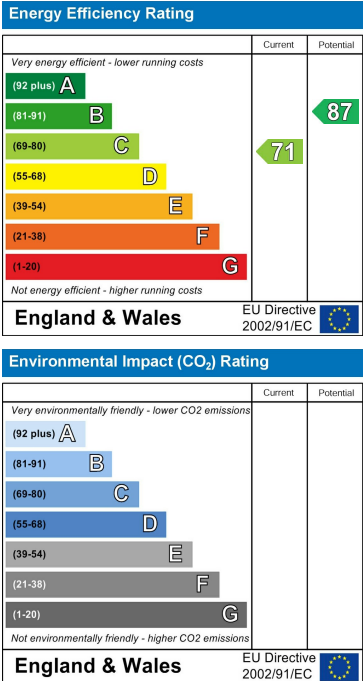 Energy Efficiency Rating
Current Potential
Very energy efficient - lower running costs
(92 plus) A
(81-91) B
87
(69-80) C
71
(55-68) D
(39-54) E
(21-38) F
(1-20) G
Not energy efficient - higher running costs
England & Wales
EU Directive
2002/91/EC
Environmental Impact (CO₂) Rating
Current Potential
Very environmentally friendly - lower CO2 emissions
(92 plus) A
(81-91) B
(69-80) C
(55-68) D
(39-54) E
(21-38) F
(1-20) G
Not environmentally friendly - higher CO2 emissions
England & Wales
EU Directive
2002/91/EC